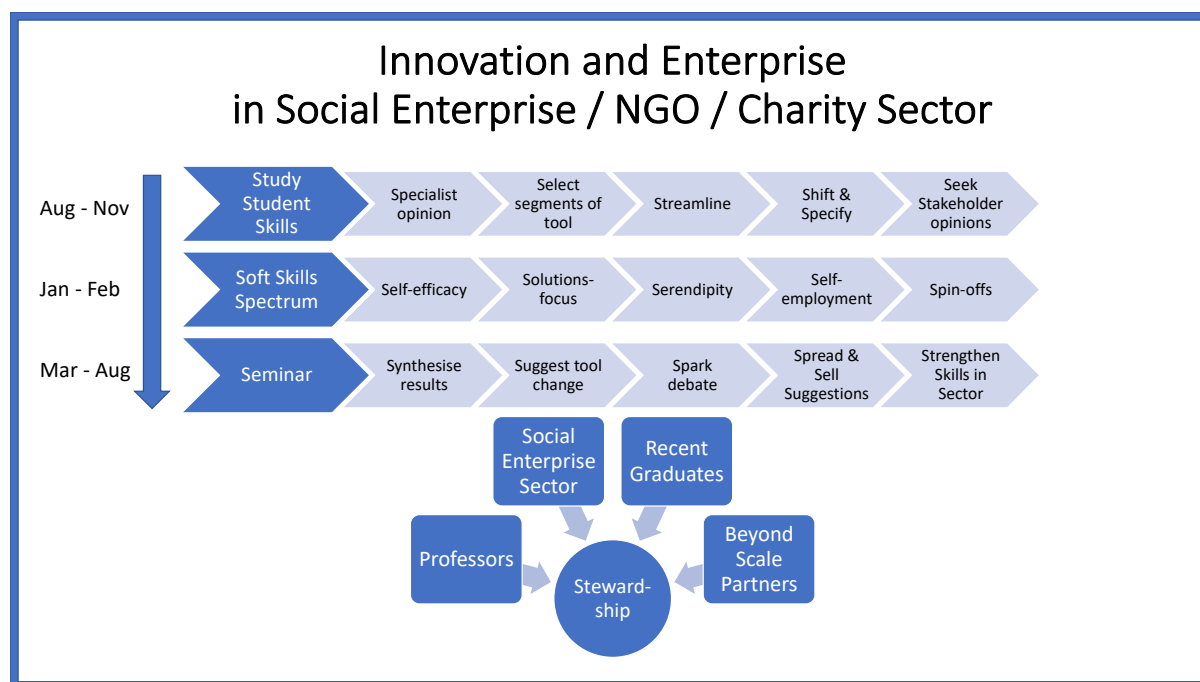 Innovation and Enterprise
in Social Enterprise / NGO / Charity Sector
Aug - Nov
Study
Student
Skills
Specialist
opinion
Select
segments of
tool
Streamline
Shift &
Specify
Seek
Stakeholder
opinions
Jan - Feb
Soft Skills
Spectrum
Self-efficacy
Solutions-
focus
Serendipity
Self-
employment
Spin-offs
Mar - Aug
Seminar
Synthesise
results
Suggest tool
change
Spark
debate
Spread &
Sell
Suggestions
Strengthen
Skills in
Sector
Social
Enterprise
Sector
Recent
Graduates
Professors
Beyond
Scale
Partners
Steward-
ship